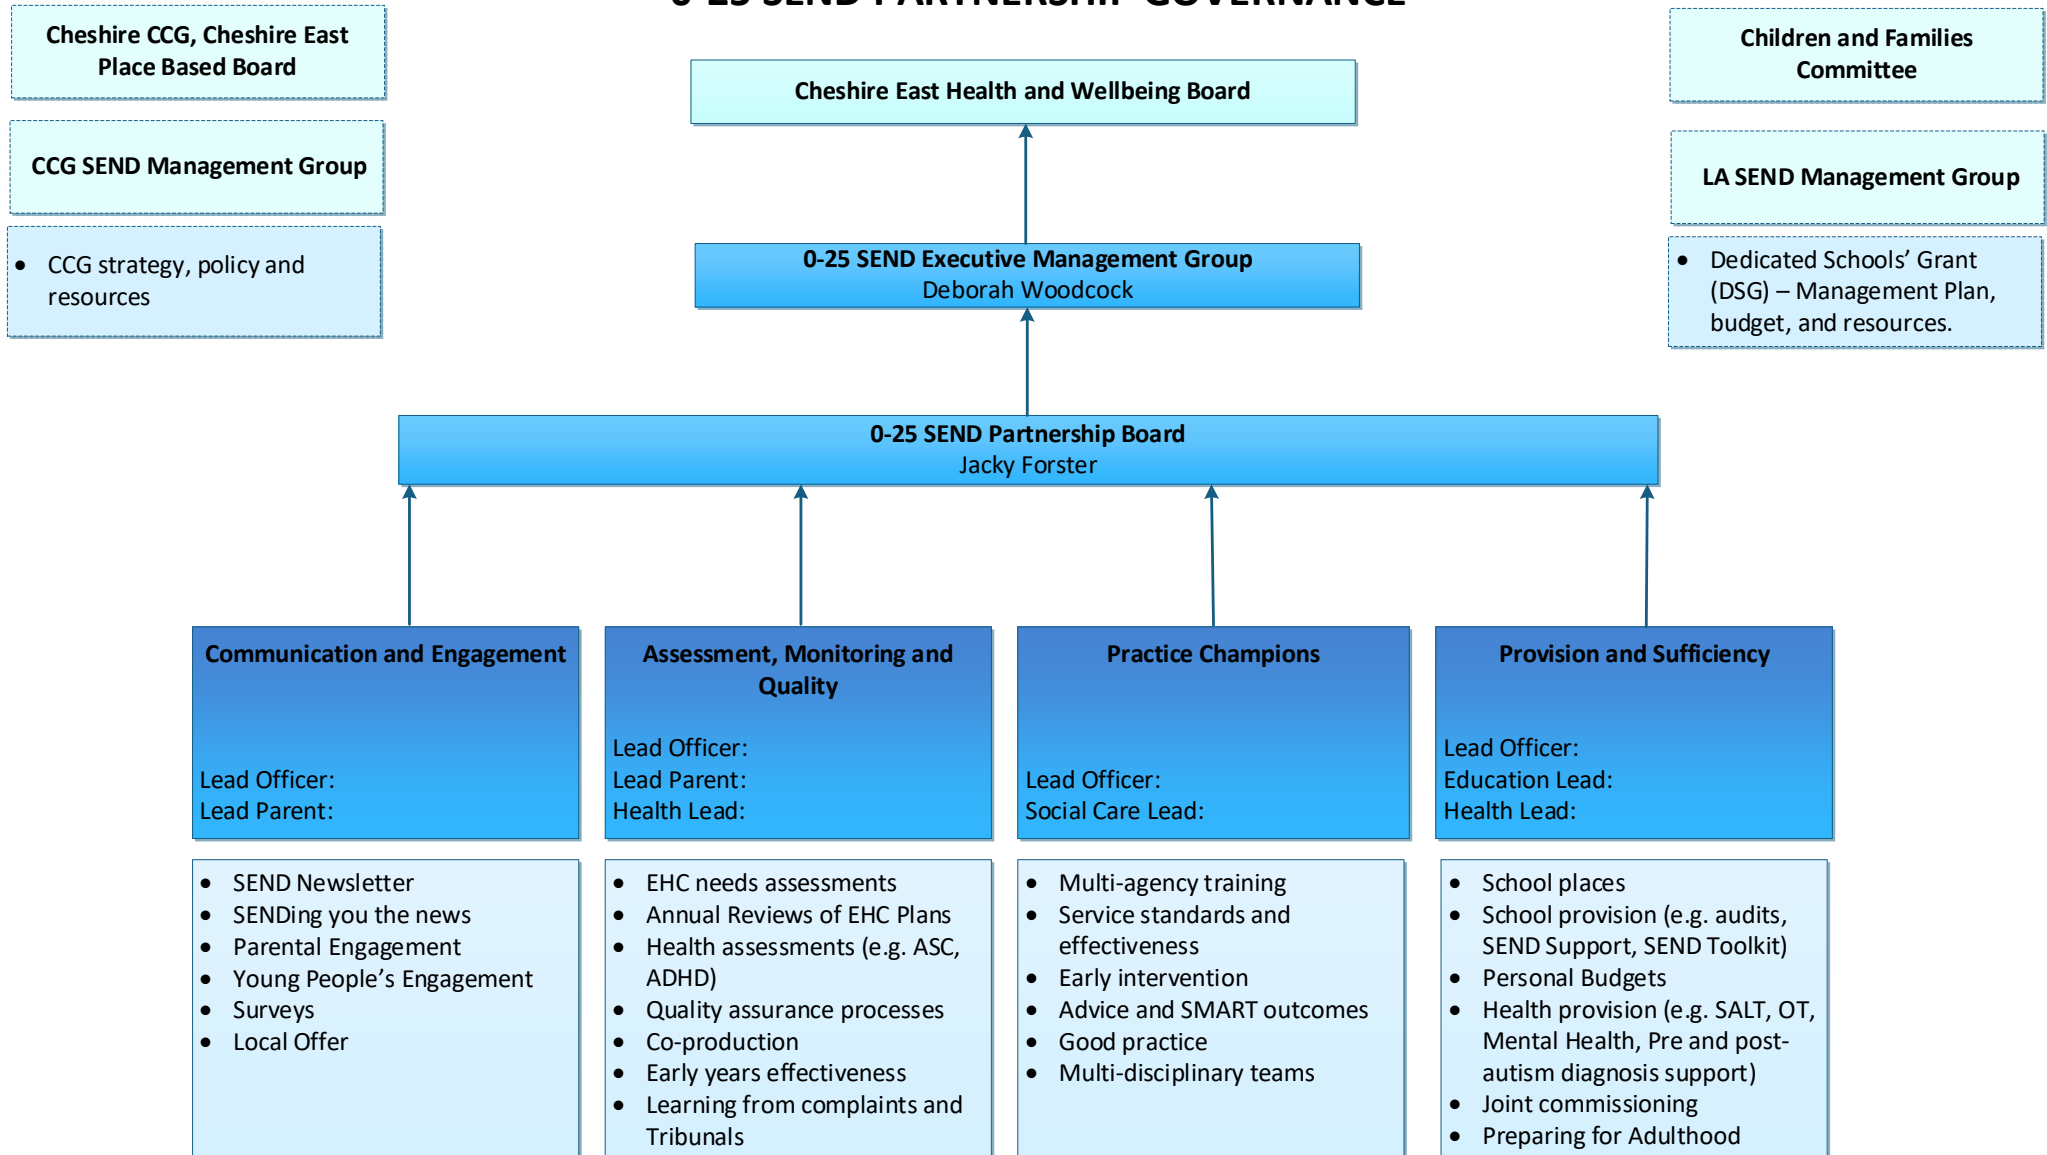 0-25 SEND PARTNERSHIP GOVERNANCE
Cheshire CCG, Cheshire East
Place Based Board
CCG SEND Management Group
• CCG strategy, policy and
resources
Cheshire East Health and Wellbeing Board
Children and Families
Committee
LA SEND Management Group
• Dedicated Schools’ Grant
(DSG) – Management Plan,
budget, and resources.
0-25 SEND Executive Management Group
Deborah Woodcock
0-25 SEND Partnership Board
Jacky Forster
Communication and Engagement
Lead Officer:
Lead Parent:
• SEND Newsletter
• SENDing you the news
• Parental Engagement
• Young People’s Engagement
• Surveys
• Local Offer
Assessment, Monitoring and
Quality
Lead Officer:
Lead Parent:
Health Lead:
• EHC needs assessments
• Annual Reviews of EHC Plans
• Health assessments (e.g. ASC,
ADHD)
• Quality assurance processes
• Co-production
• Early years effectiveness
• Learning from complaints and
Tribunals
Practice Champions
Lead Officer:
Social Care Lead:
• Multi-agency training
• Service standards and
effectiveness
• Early intervention
• Advice and SMART outcomes
• Good practice
• Multi-disciplinary teams
Provision and Sufficiency
Lead Officer:
Education Lead:
Health Lead:
• School places
• School provision (e.g. audits,
SEND Support, SEND Toolkit)
• Personal Budgets
• Health provision (e.g. SALT, OT,
Mental Health, Pre and post-
autism diagnosis support)
• Joint commissioning
• Preparing for Adulthood